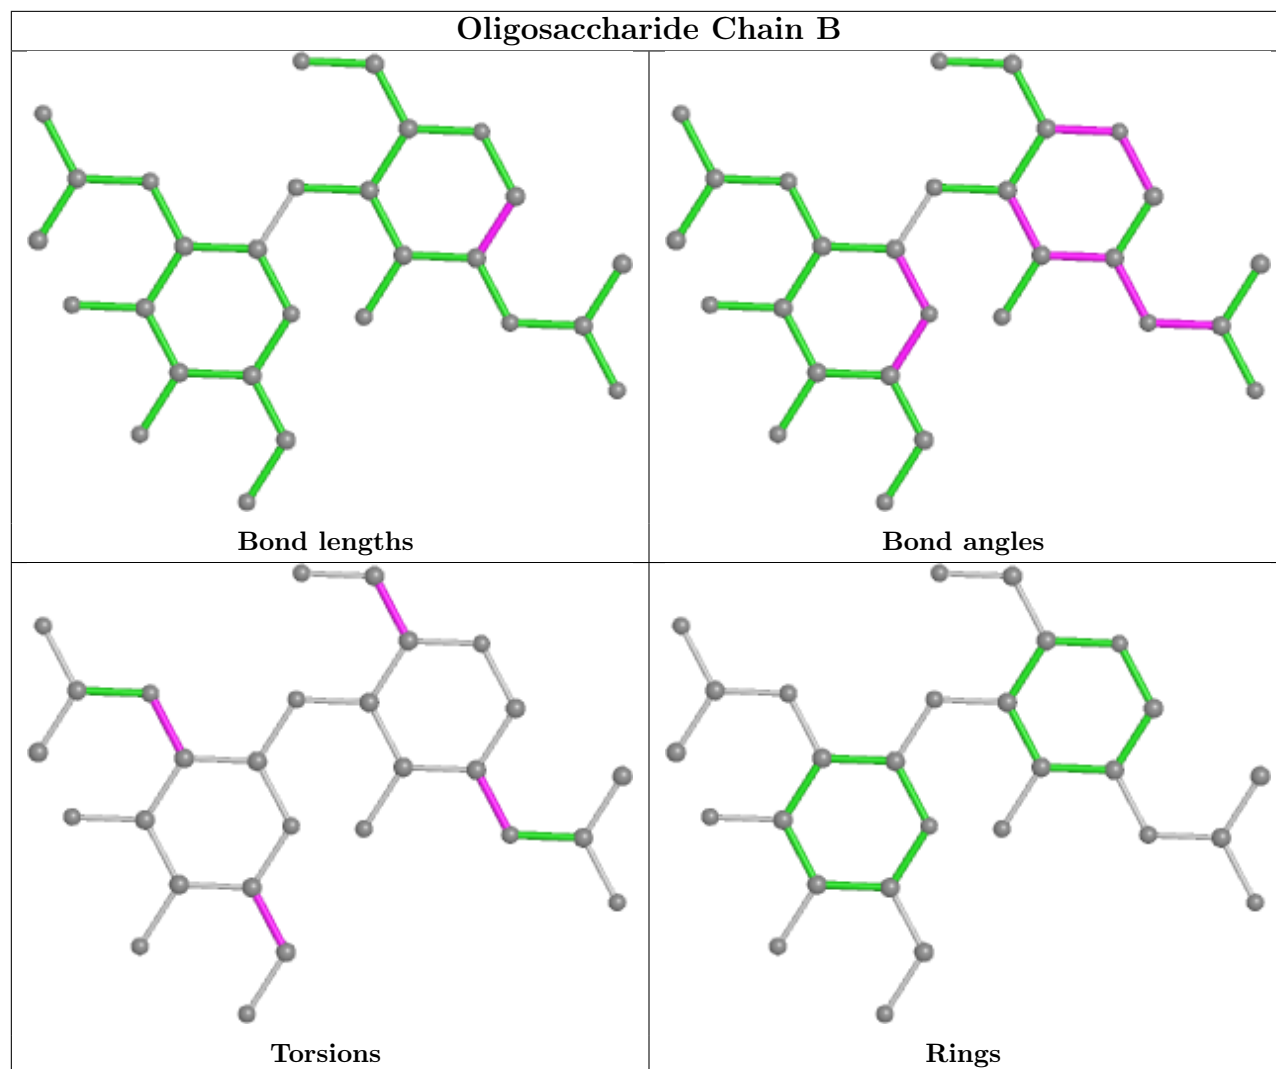 Oligosaccharide Chain B
Bond lengths
Bond angles
Torsions
Rings